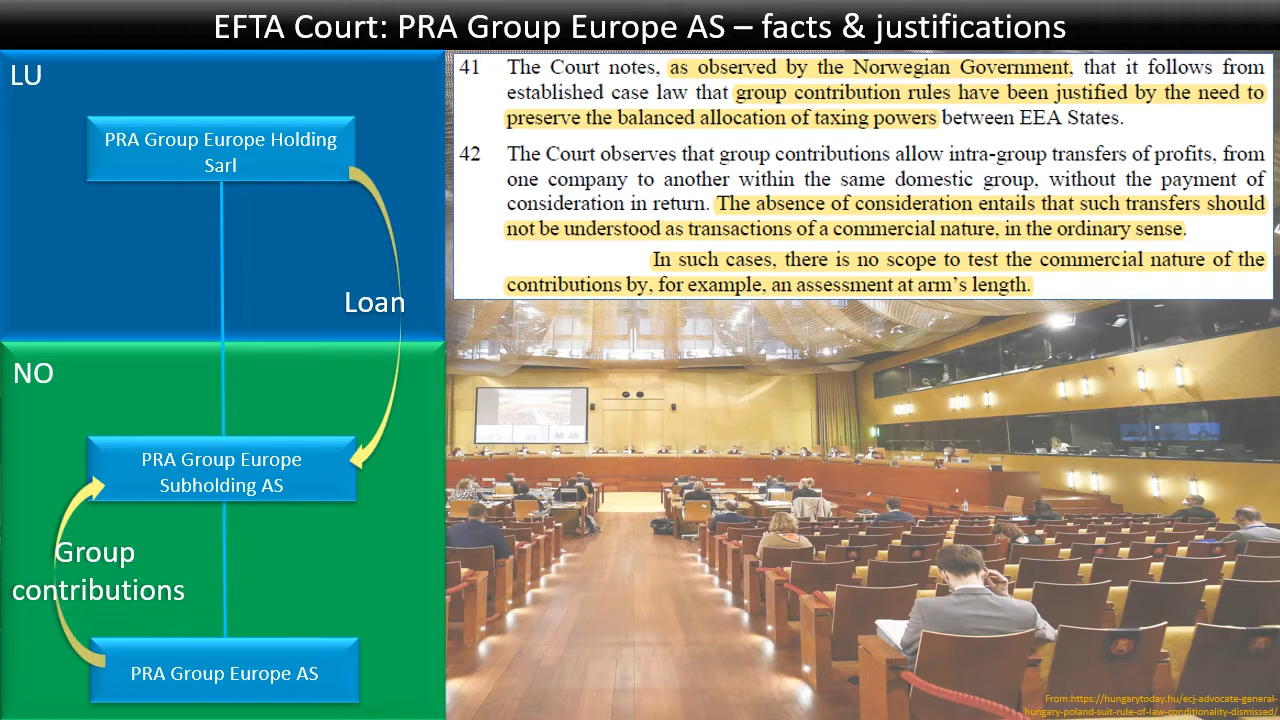 EFTA Court: PRA Group Europe AS – facts & justifications
LU
PRA Group Europe Holding
Sarl
Loan
NO
PRA Group Europe
Subholding AS
Group
contributions
PRA Group Europe AS
41 The Court notes, as observed by the Norwegian Government, that it follows from
established case law that group contribution rules have been justified by the need to
preserve the balanced allocation of taxing powers between EEA States.
42 The Court observes that group contributions allow intra-group transfers of profits, from
one company to another within the same domestic group, without the payment of
consideration in return. The absence of consideration entails that such transfers should
not be understood as transactions of a commercial nature, in the ordinary sense.
In such cases, there is no scope to test the commercial nature of the
contributions by, for example, an assessment at arm’s length.
From:https://hungarytoday.hu/ecj-advocate-general-
hungary-poland-suit-rule-of-law-conditionality-dismissed/